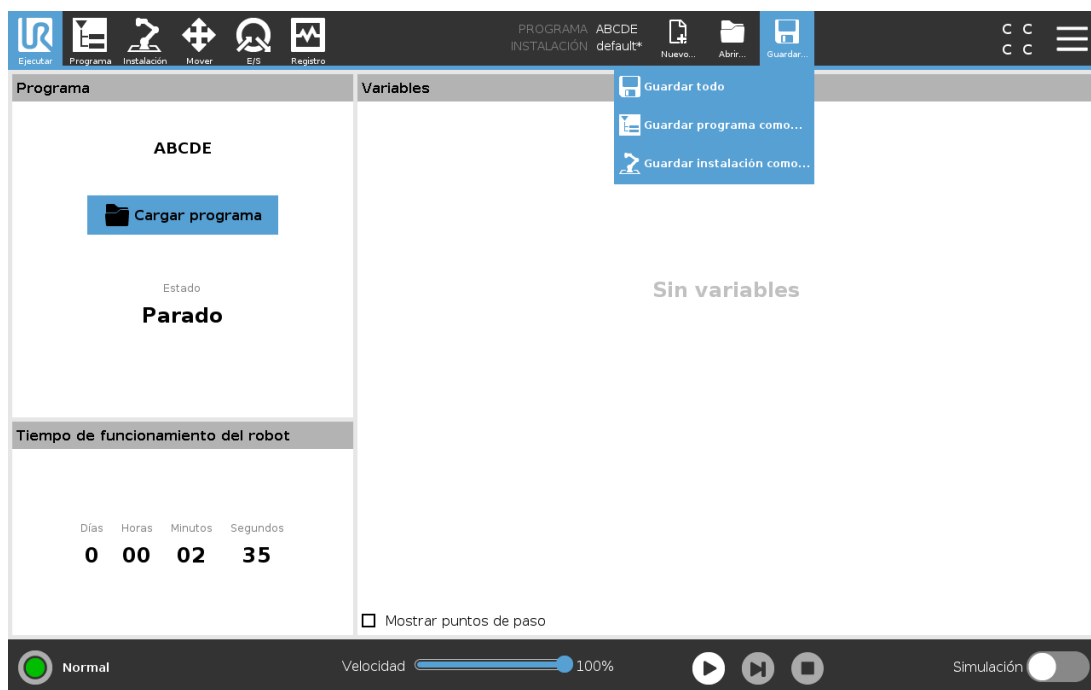 Ejecutar Programa Instalación Mover E/S Registro
PROGRAMA ABCDE
INSTALACIÓN default*
Nuevo... Abrir... Guardar...
C C
C C
Programa
Variables
Guardar todo
Guardar programa como...
Guardar instalación como...
ABCDE
Cargar programa
Estado
Parado
Sin variables
Tiempo de funcionamiento del robot
Días Horas Minutos Segundos
0 00 02 35
Mostrar puntos de paso
Normal
Velocidad 100%
Simulación